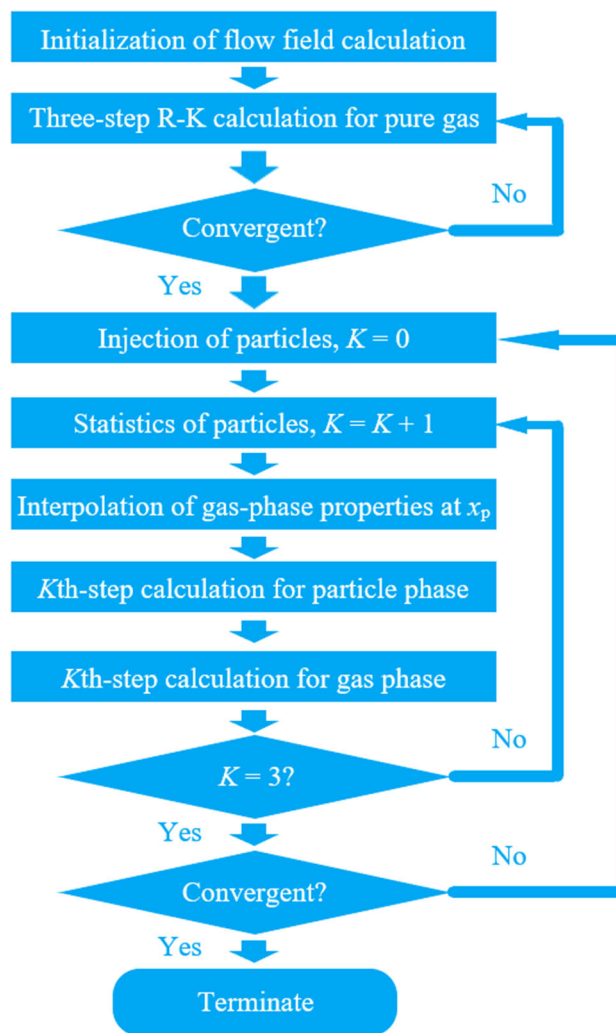 Initialization of flow field calculation
Three-step R-K calculation for pure gas
No
Convergent?
Yes
Injection of particles, K = 0
Statistics of particles, K = K + 1
Interpolation of gas-phase properties at xp
Kth-step calculation for particle phase
Kth-step calculation for gas phase
No
K = 3?
Yes
No
Convergent?
Yes
Terminate